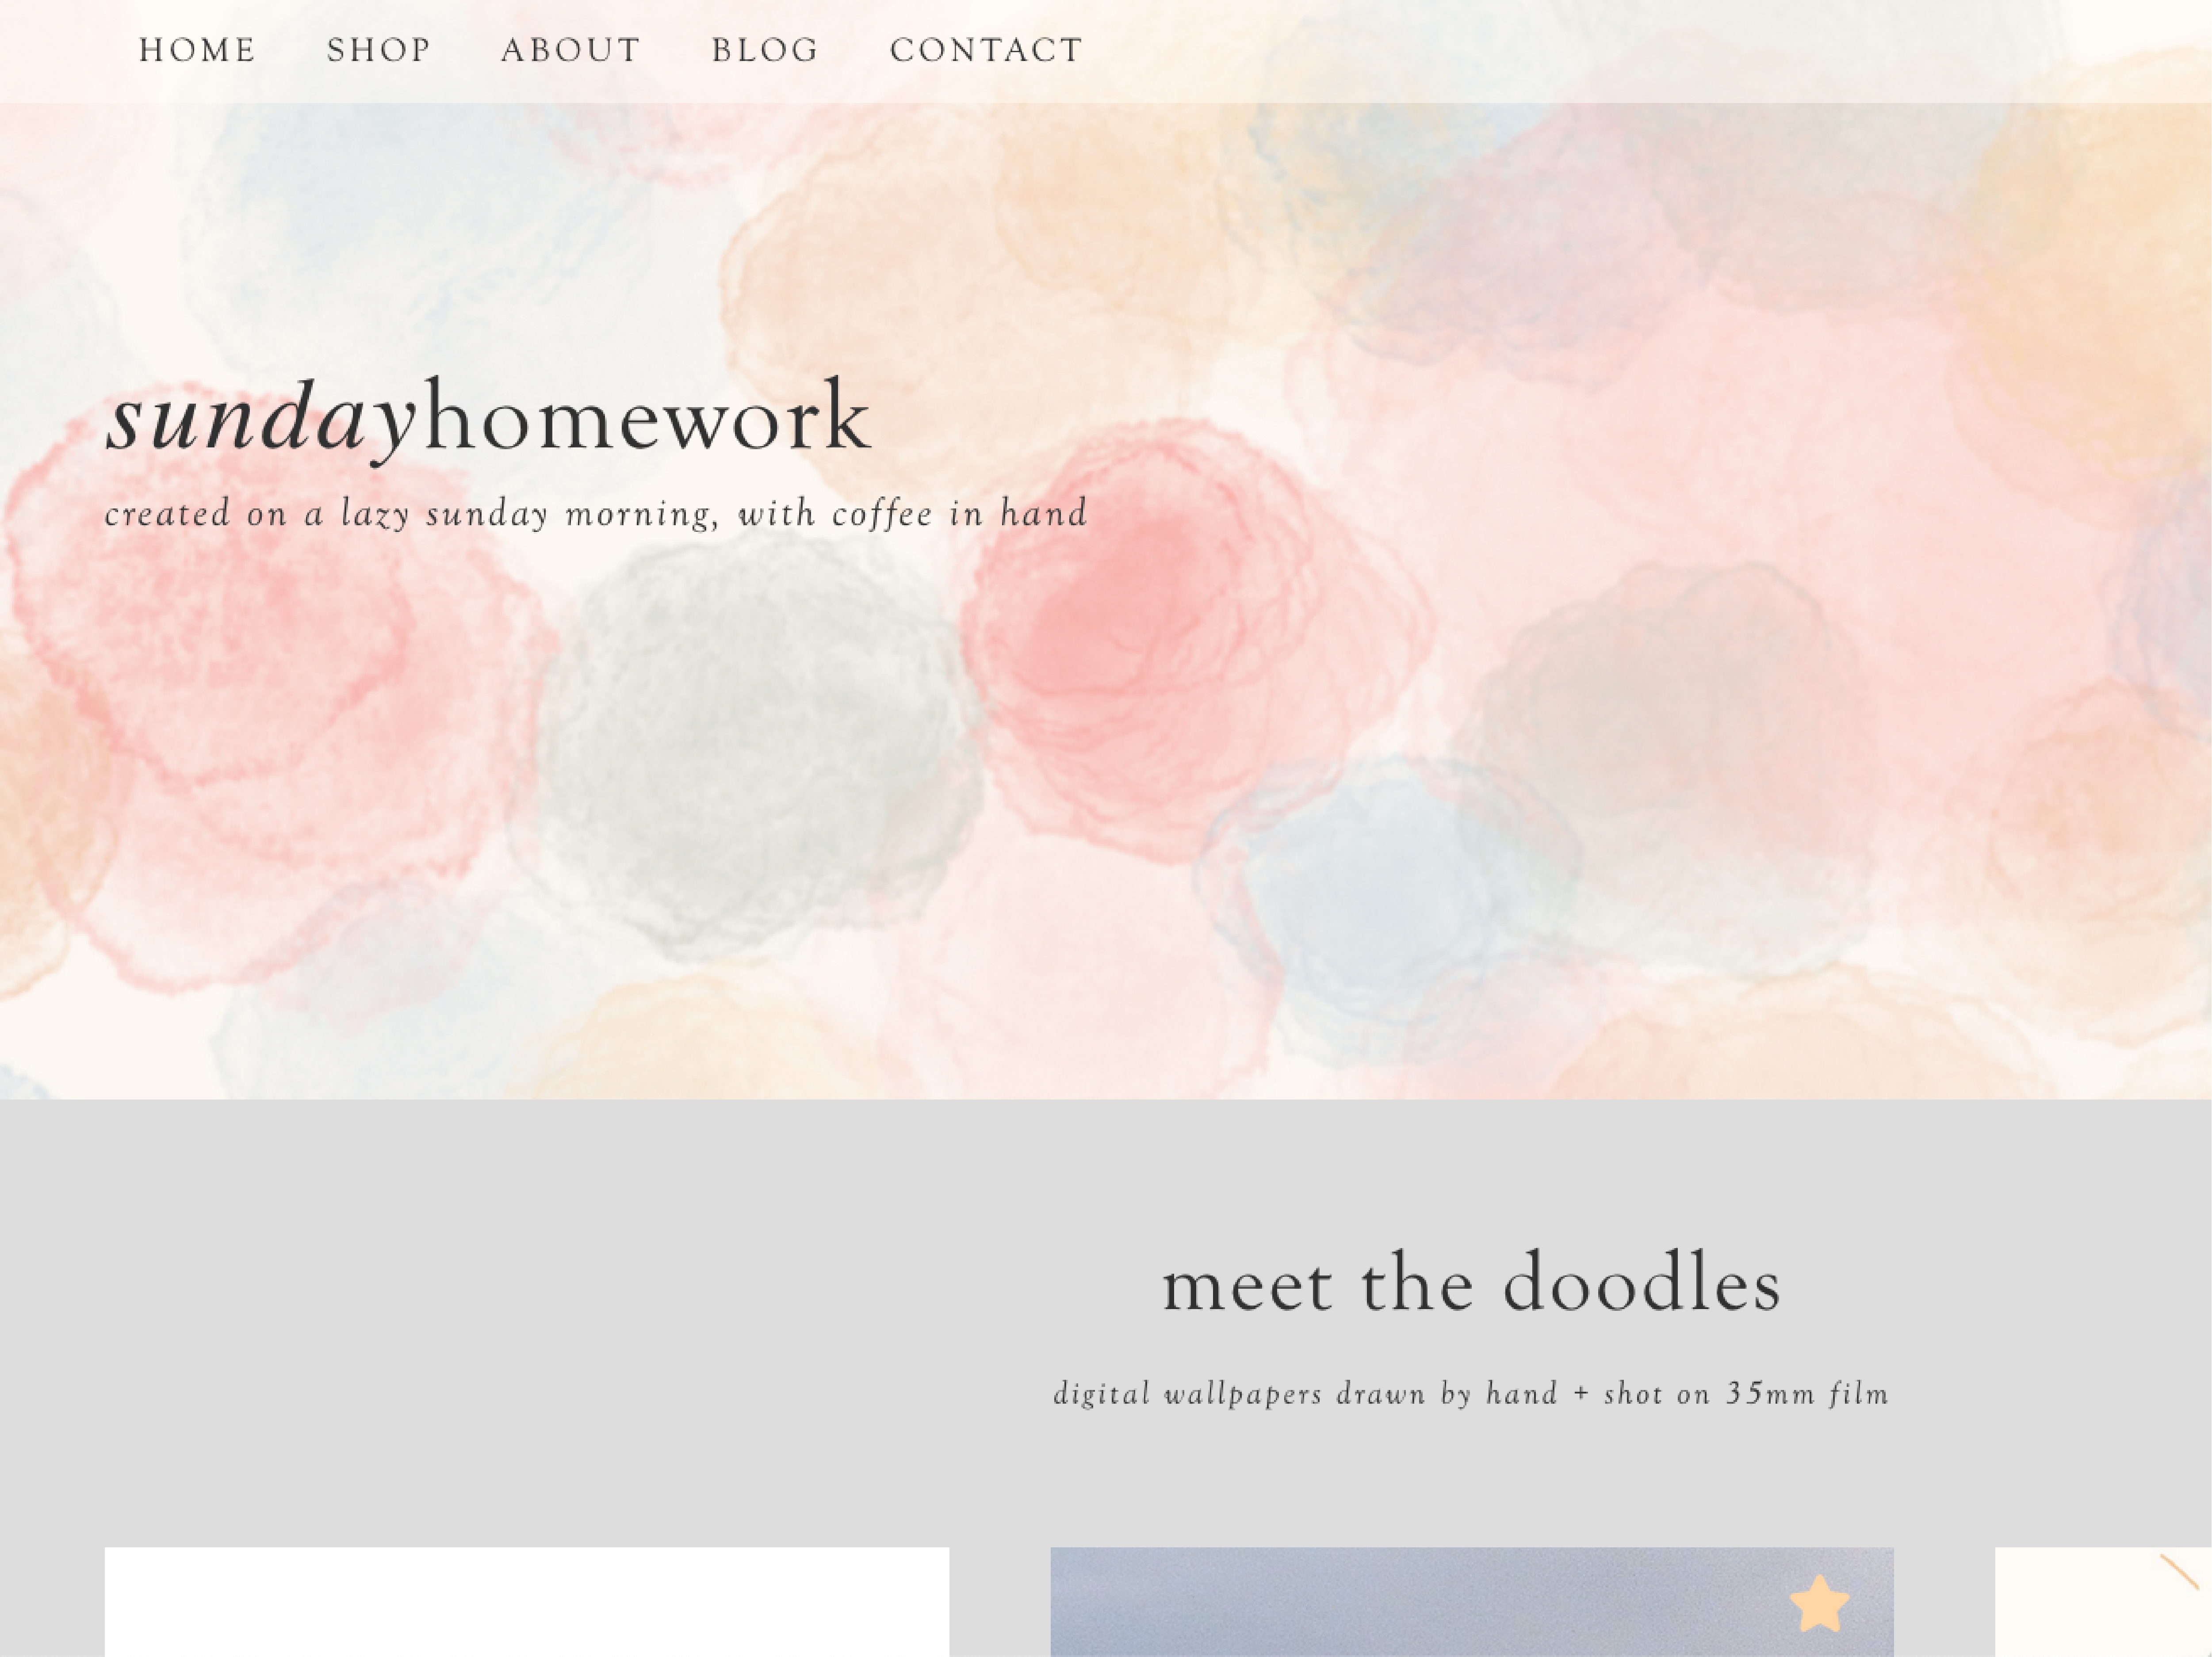 HOME SHOP ABOUT BLOG CONTACT
sundayhomework
created on a lazy sunday morning, with coffee in hand
meet the doodles
digital wallpapers drawn by hand + shot on 35mm film